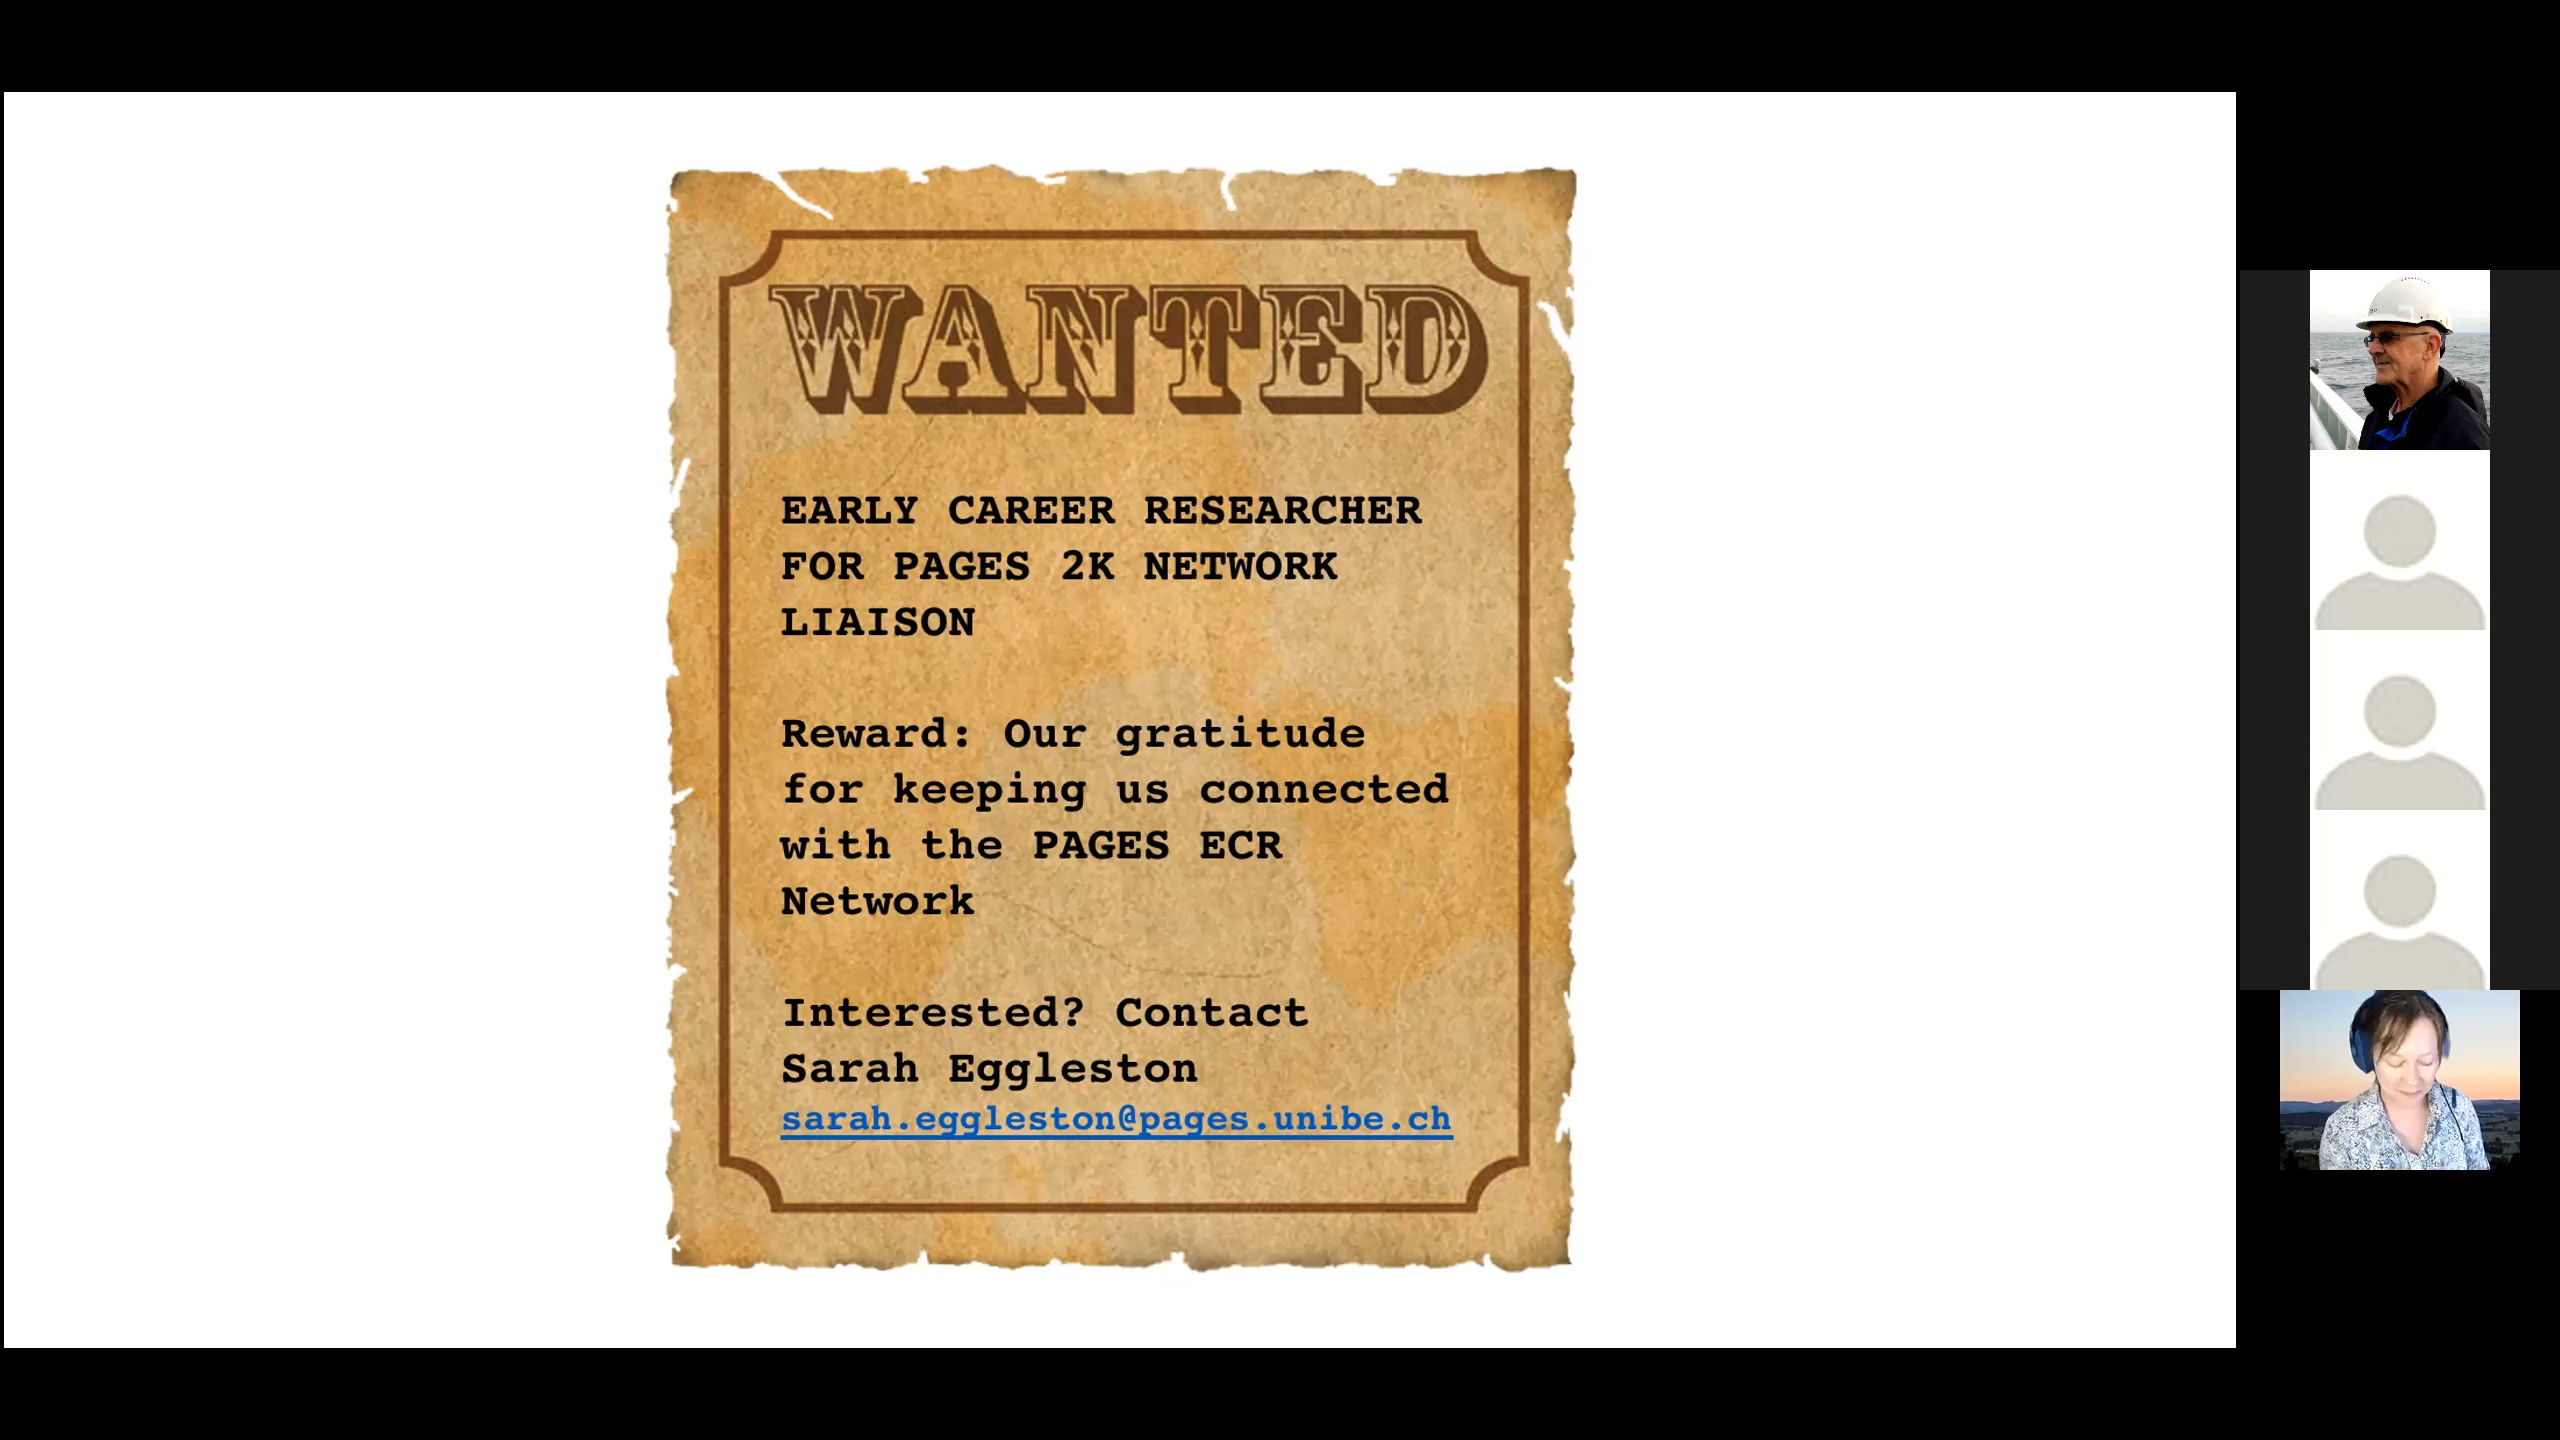 WANTED
EARLY CAREER RESEARCHER
FOR PAGES 2K NETWORK
LIAISON
Reward: Our gratitude
for keeping us connected
with the PAGES ECR
Network
Interested? Contact
Sarah Eggleston
sarah.eggleston@pages.unibe.ch